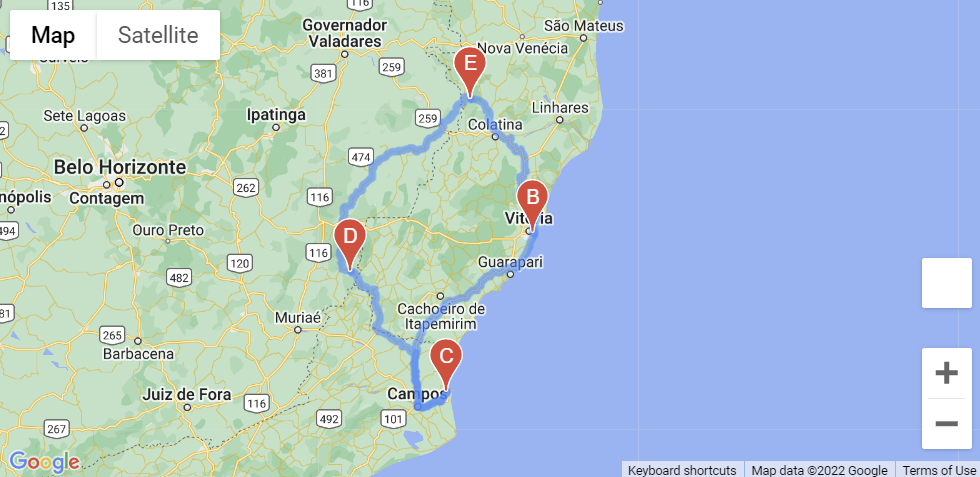 135
116
Map
Satellite
Governador
Valadares
São Mateus
Nova Venécia
381
259
E
Sete Lagoas
Ipatinga
259
Linhares
Colatina
Belo Horizonte
474
Contagem
262
116
B
nópolis
494
Vitória
Ouro Preto
D
120
116
Guarapari
482
Cachoeiro de
Itapemirim
Muriaé
265
Barbacena
C
Juiz de Fora
116
Campos
492
101
267
Google
Keyboard shortcuts
Map data ©2022 Google
Terms of Use